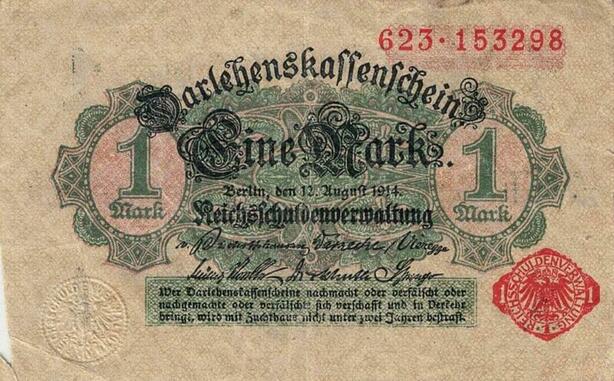 623·153298
Darlehenskassenschein
Eine Mark.
1 Mark
1 Mark
Berlin, den 12. August 1914.
Reichsschuldenverwaltung
Wer Darlehenskassenscheine nachmacht oder verfälscht oder
nachgemachte oder verfälschte sich verschafft und in Verkehr
bringt, wird mit Zuchthaus nicht unter zwei Jahren bestraft.
REICHSSCHULDENVERWALTUNG
1 1